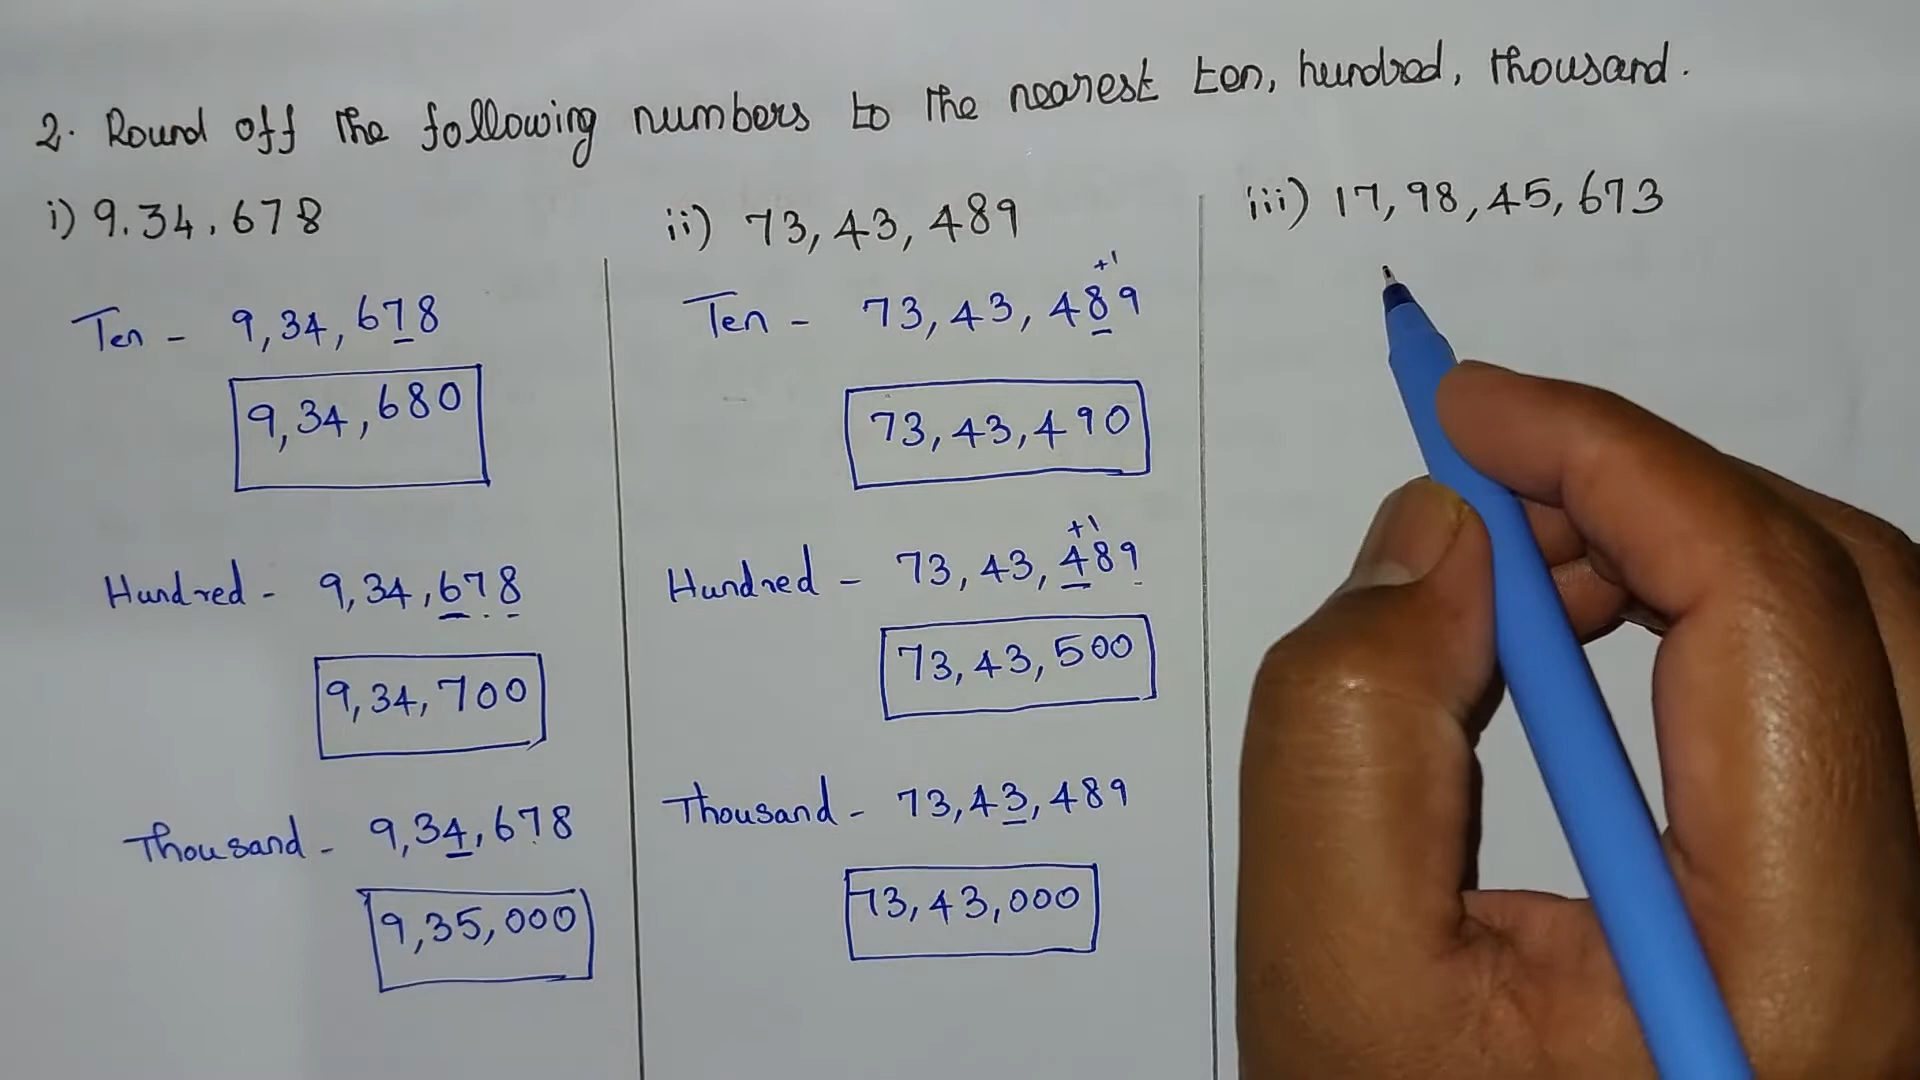 2. Round off the following numbers to the nearest ten, hundred, thousand.
i) 9.34,678
Ten - 9,34,678
9,34,680
Hundred - 9,34,678
9,34,700
Thousand - 9,34,678
9,35,000
ii) 73,43,489
+1
Ten - 73,43,489
73,43,490
+1
Hundred - 73,43,489
73,43,500
Thousand - 73,43,489
73,43,000
iii) 17,98,45,673